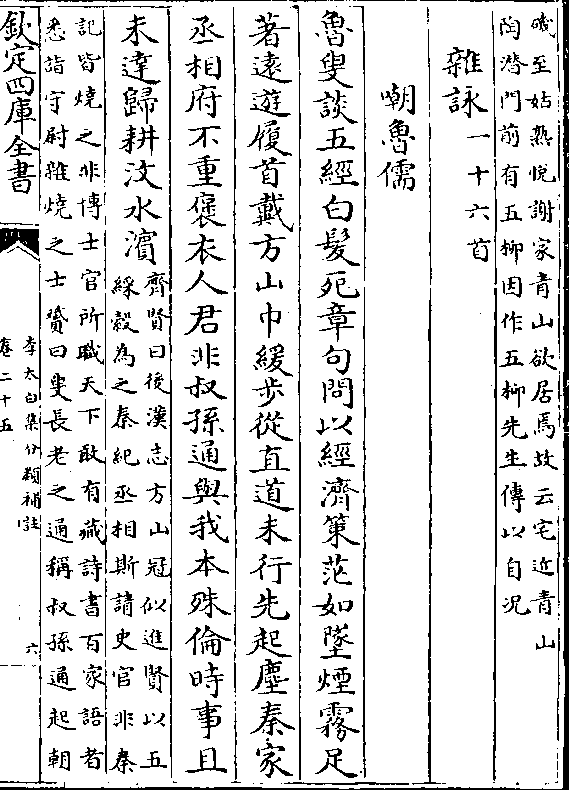 峨至姑熟悅謝家青山欲居焉故云宅近青山
陶潛門前有五柳因作五柳先生傳以自况
雜詠一十六首
嘲魯儒
魯叟談五經白髮死章句問以經濟策茫如墜煙霧足
著遠遊履首戴方山巾緩步從直道未行先起塵秦家
丞相府不重褒衣人君非叔孫通與我本殊倫時事且
未達歸耕汶水濱
齊賢曰後漢志方山冠似進賢以五
綵縠為之秦紀丞相斯請史官非秦
記皆燒之非博士官所職天下敢有藏詩書百家語者
悉詣守尉雜燒之士贇曰叟長老之通稱叔孫通起朝
欽定四庫全書
李太白集分類補註
卷二十五
六